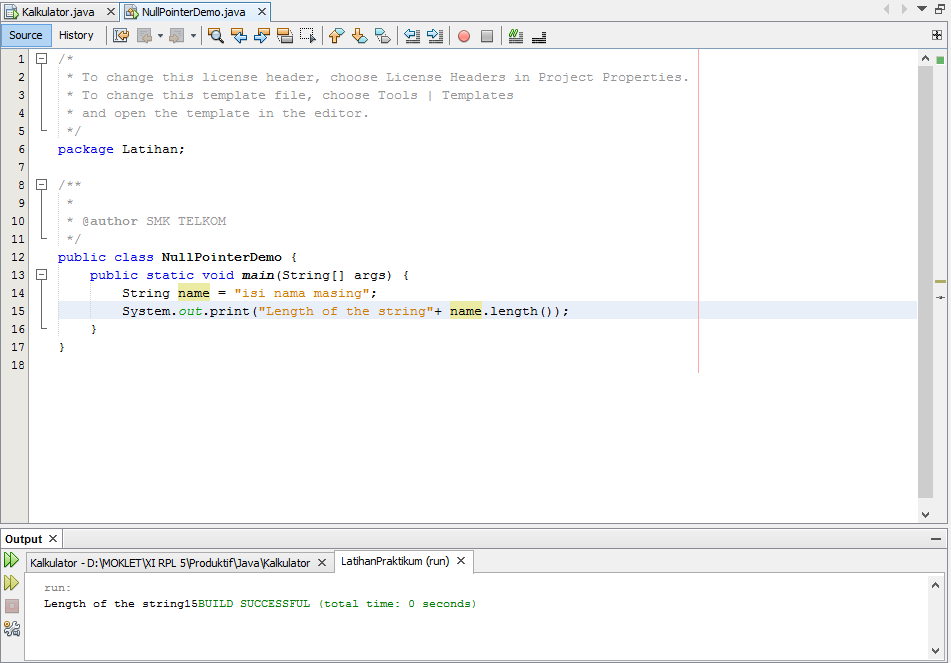 Kalkulator.java NullPointerDemo.java
Source History
1 /*
2 * To change this license header, choose License Headers in Project Properties.
3 * To change this template file, choose Tools | Templates
4 * and open the template in the editor.
5 */
6 package Latihan;
7
8 /**
9 *
10 * @author SMK TELKOM
11 */
12 public class NullPointerDemo {
13 public static void main(String[] args) {
14 String name = "isi nama masing";
15 System.out.print("Length of the string"+ name.length());
16 }
17 }
18
Output
Kalkulator - D:\MOKLET\XI RPL 5\Produktif\Java\Kalkulator LatihanPraktikum (run)
run:
Length of the string15BUILD SUCCESSFUL (total time: 0 seconds)